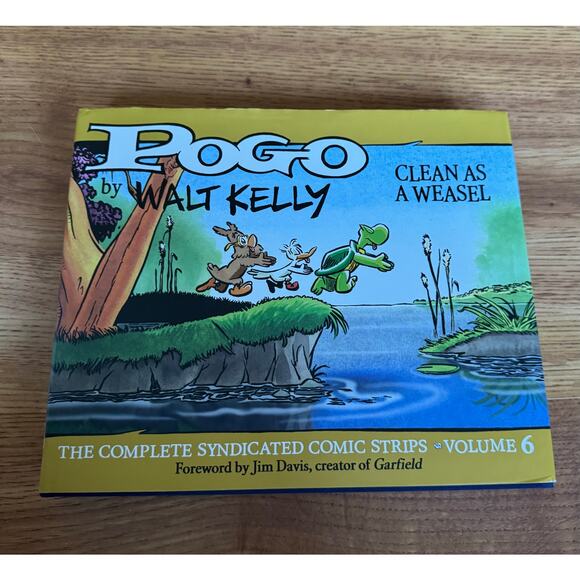 POGO
by WALT KELLY
CLEAN AS
A WEASEL
THE COMPLETE SYNDICATED COMIC STRIPS VOLUME 6
Foreword by Jim Davis, creator of Garfield